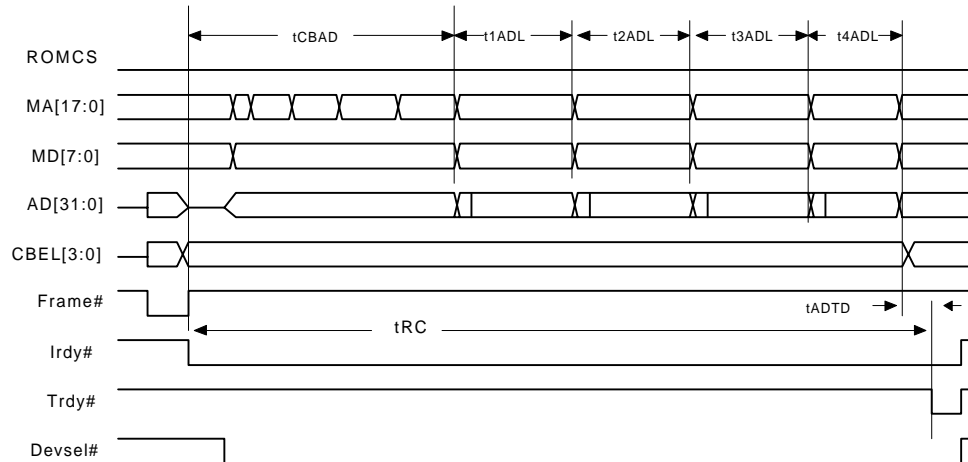 tCBAD t1ADL t2ADL t3ADL t4ADL
ROMCS
MA[17:0]
MD[7:0]
AD[31:0]
CBEL[3:0]
Frame#
tADTD
tRC
Irdy#
Trdy#
Devsel#